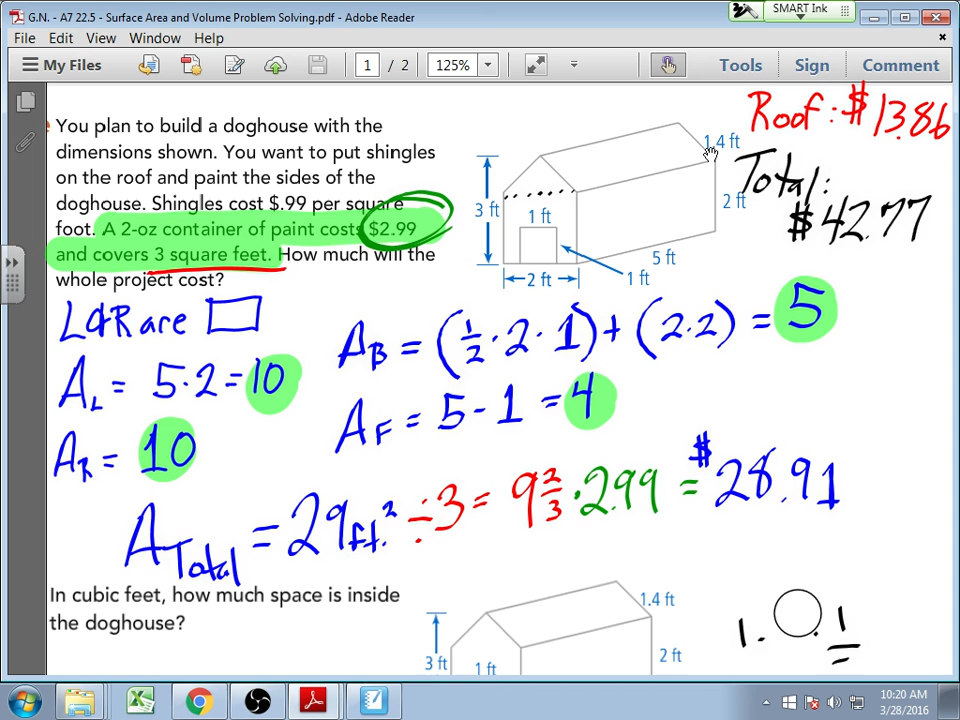 G.N. - A7 22.5 - Surface Area and Volume Problem Solving.pdf - Adobe Reader
SMART Ink
File Edit View Window Help
My Files 1 / 2 125% Tools Sign Comment
You plan to build a doghouse with the
dimensions shown. You want to put shingles
on the roof and paint the sides of the
doghouse. Shingles cost $.99 per square
foot. A 2-oz container of paint costs $2.99
and covers 3 square feet. How much will the
whole project cost?
1.4 ft
3 ft
1 ft
2 ft
5 ft
2 ft
1 ft
Roof: $13.86
Total:
$42.77
L&R are
A_L = 5·2 = 10
A_R = 10
A_B = (1/2 · 2 · 1) + (2·2) = 5
A_F = 5 - 1 = 4
A_Total = 29 ft.² ÷ 3 = 9 2/3 · 2.99 = $28.91
In cubic feet, how much space is inside
the doghouse?
1.4 ft
3 ft
2 ft
1 ft
1. . 1
10:20 AM
3/28/2016